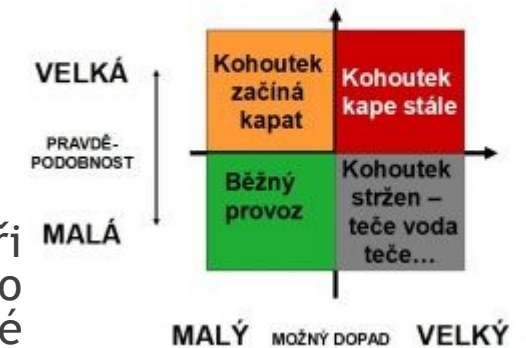 VELKÁ
PRAVDĚ-
PODOBNOST
MALÁ
Kohoutek
začíná
kapat
Kohoutek
kape stále
Běžný
provoz
Kohoutek
stržen –
teče voda
teče...
ři
o
é
MALÝ MOŽNÝ DOPAD VELKÝ